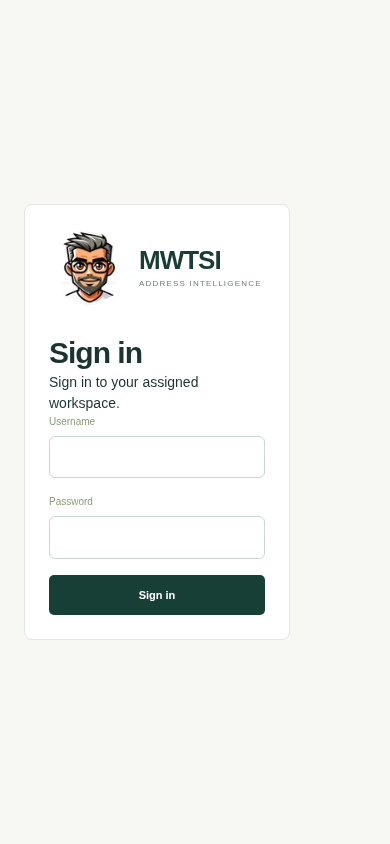 MWTSI
ADDRESS INTELLIGENCE
Sign in
Sign in to your assigned
workspace.
Username
Password
Sign in